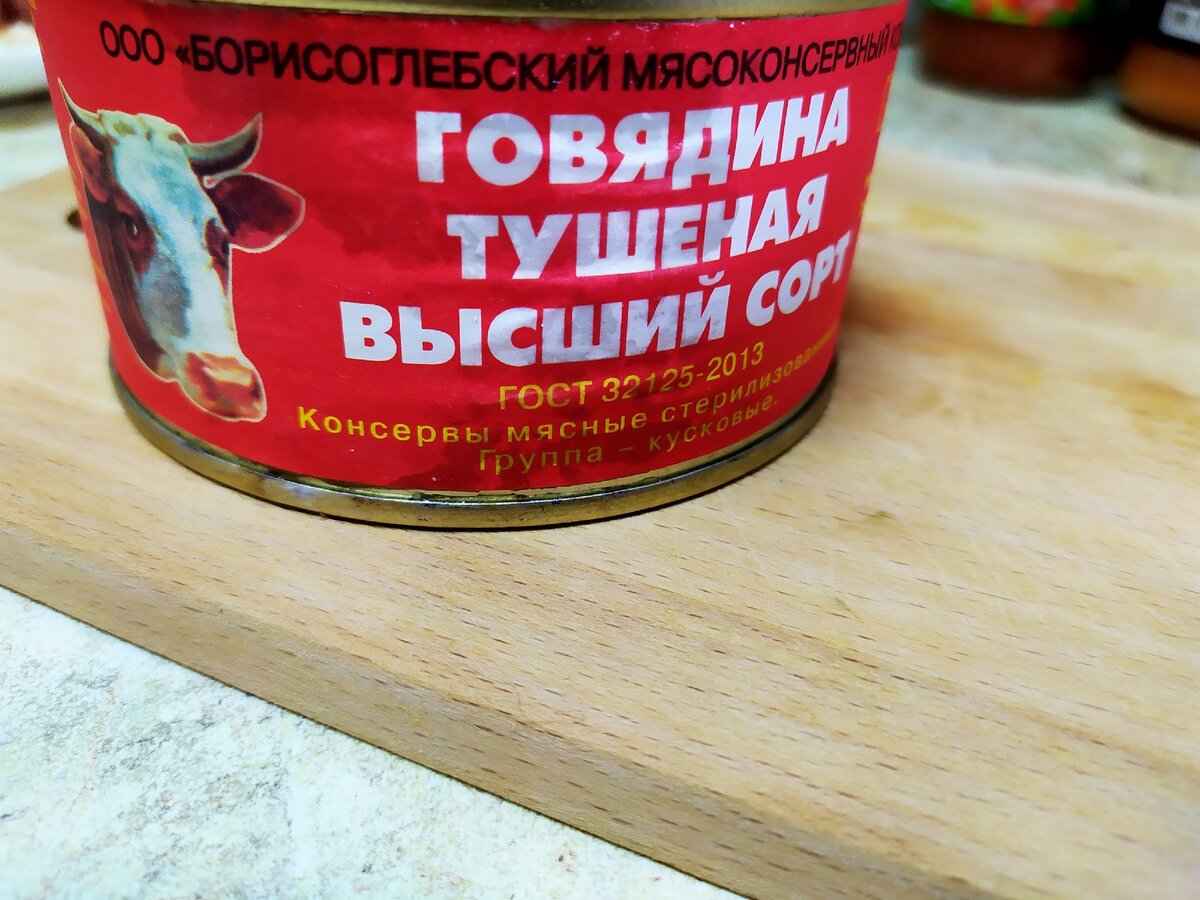 ООО «БОРИСОГЛЕБСКИЙ МЯСОКОНСЕРВНЫЙ
ГОВЯДИНА
ТУШЕНАЯ
ВЫСШИЙ СОРТ
ГОСТ 32125-2013
Консервы мясные стерилизованные
Группа – кусковые.